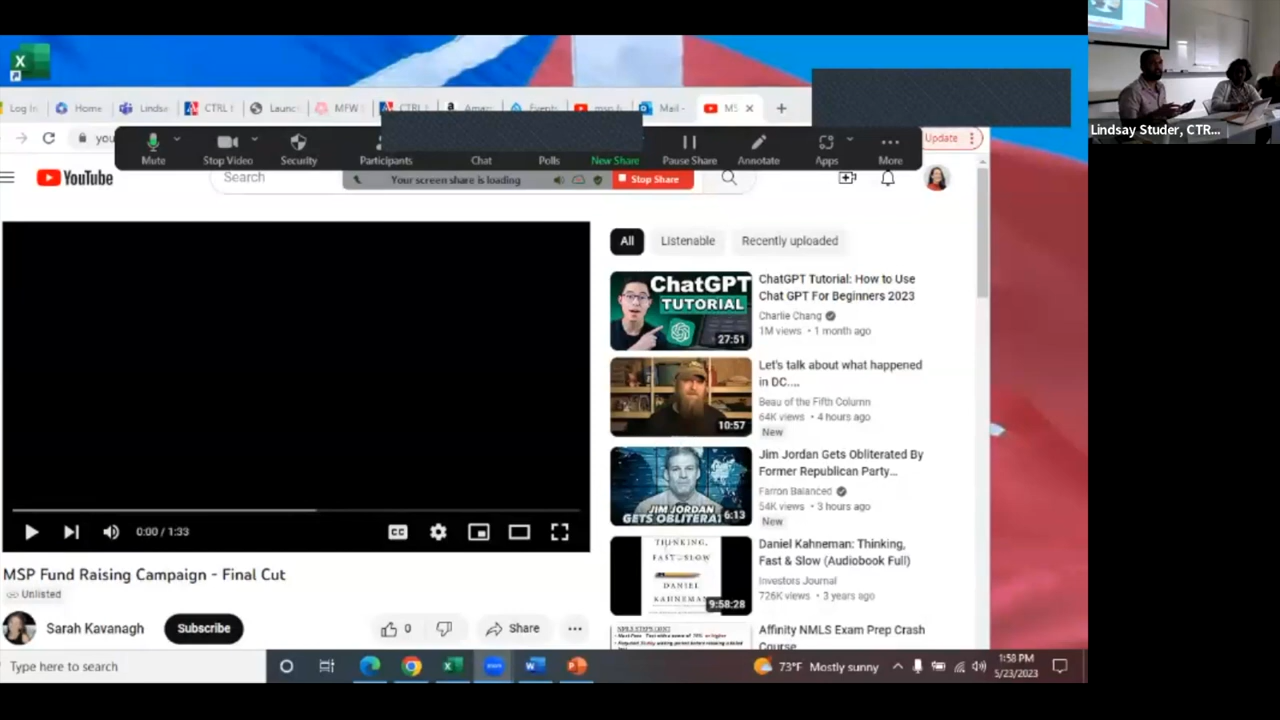 Log In
Home
Lindse
CTRL
Launc
MFW
CTRL
Amaz
Events
msp
Mail -
MS
you
Update
Mute
Stop Video
Security
Participants
Chat
Polls
New Share
Pause Share
Annotate
Apps
More
Your screen share is loading
Stop Share
YouTube
Search
All
Listenable
Recently uploaded
ChatGPT
TUTORIAL
27:51
ChatGPT Tutorial: How to Use
Chat GPT For Beginners 2023
Charlie Chang
1M views • 1 month ago
10:57
Let's talk about what happened
in DC....
Beau of the Fifth Column
64K views • 4 hours ago
New
JIM JORDAN
GETS OBLITERAT
6:13
Jim Jordan Gets Obliterated By
Former Republican Party...
Farron Balanced
54K views • 3 hours ago
New
THINKING,
FAST AND SLOW
DANIEL
KAHNEMAN
9:58:28
Daniel Kahneman: Thinking,
Fast & Slow (Audiobook Full)
Investors Journal
726K views • 3 years ago
Affinity NMLS Exam Prep Crash
Course
0:00 / 1:33
CC
MSP Fund Raising Campaign - Final Cut
Unlisted
Sarah Kavanagh
Subscribe
0
Share
Type here to search
73°F Mostly sunny
1:58 PM
5/23/2023
Lindsay Studer, CTR...